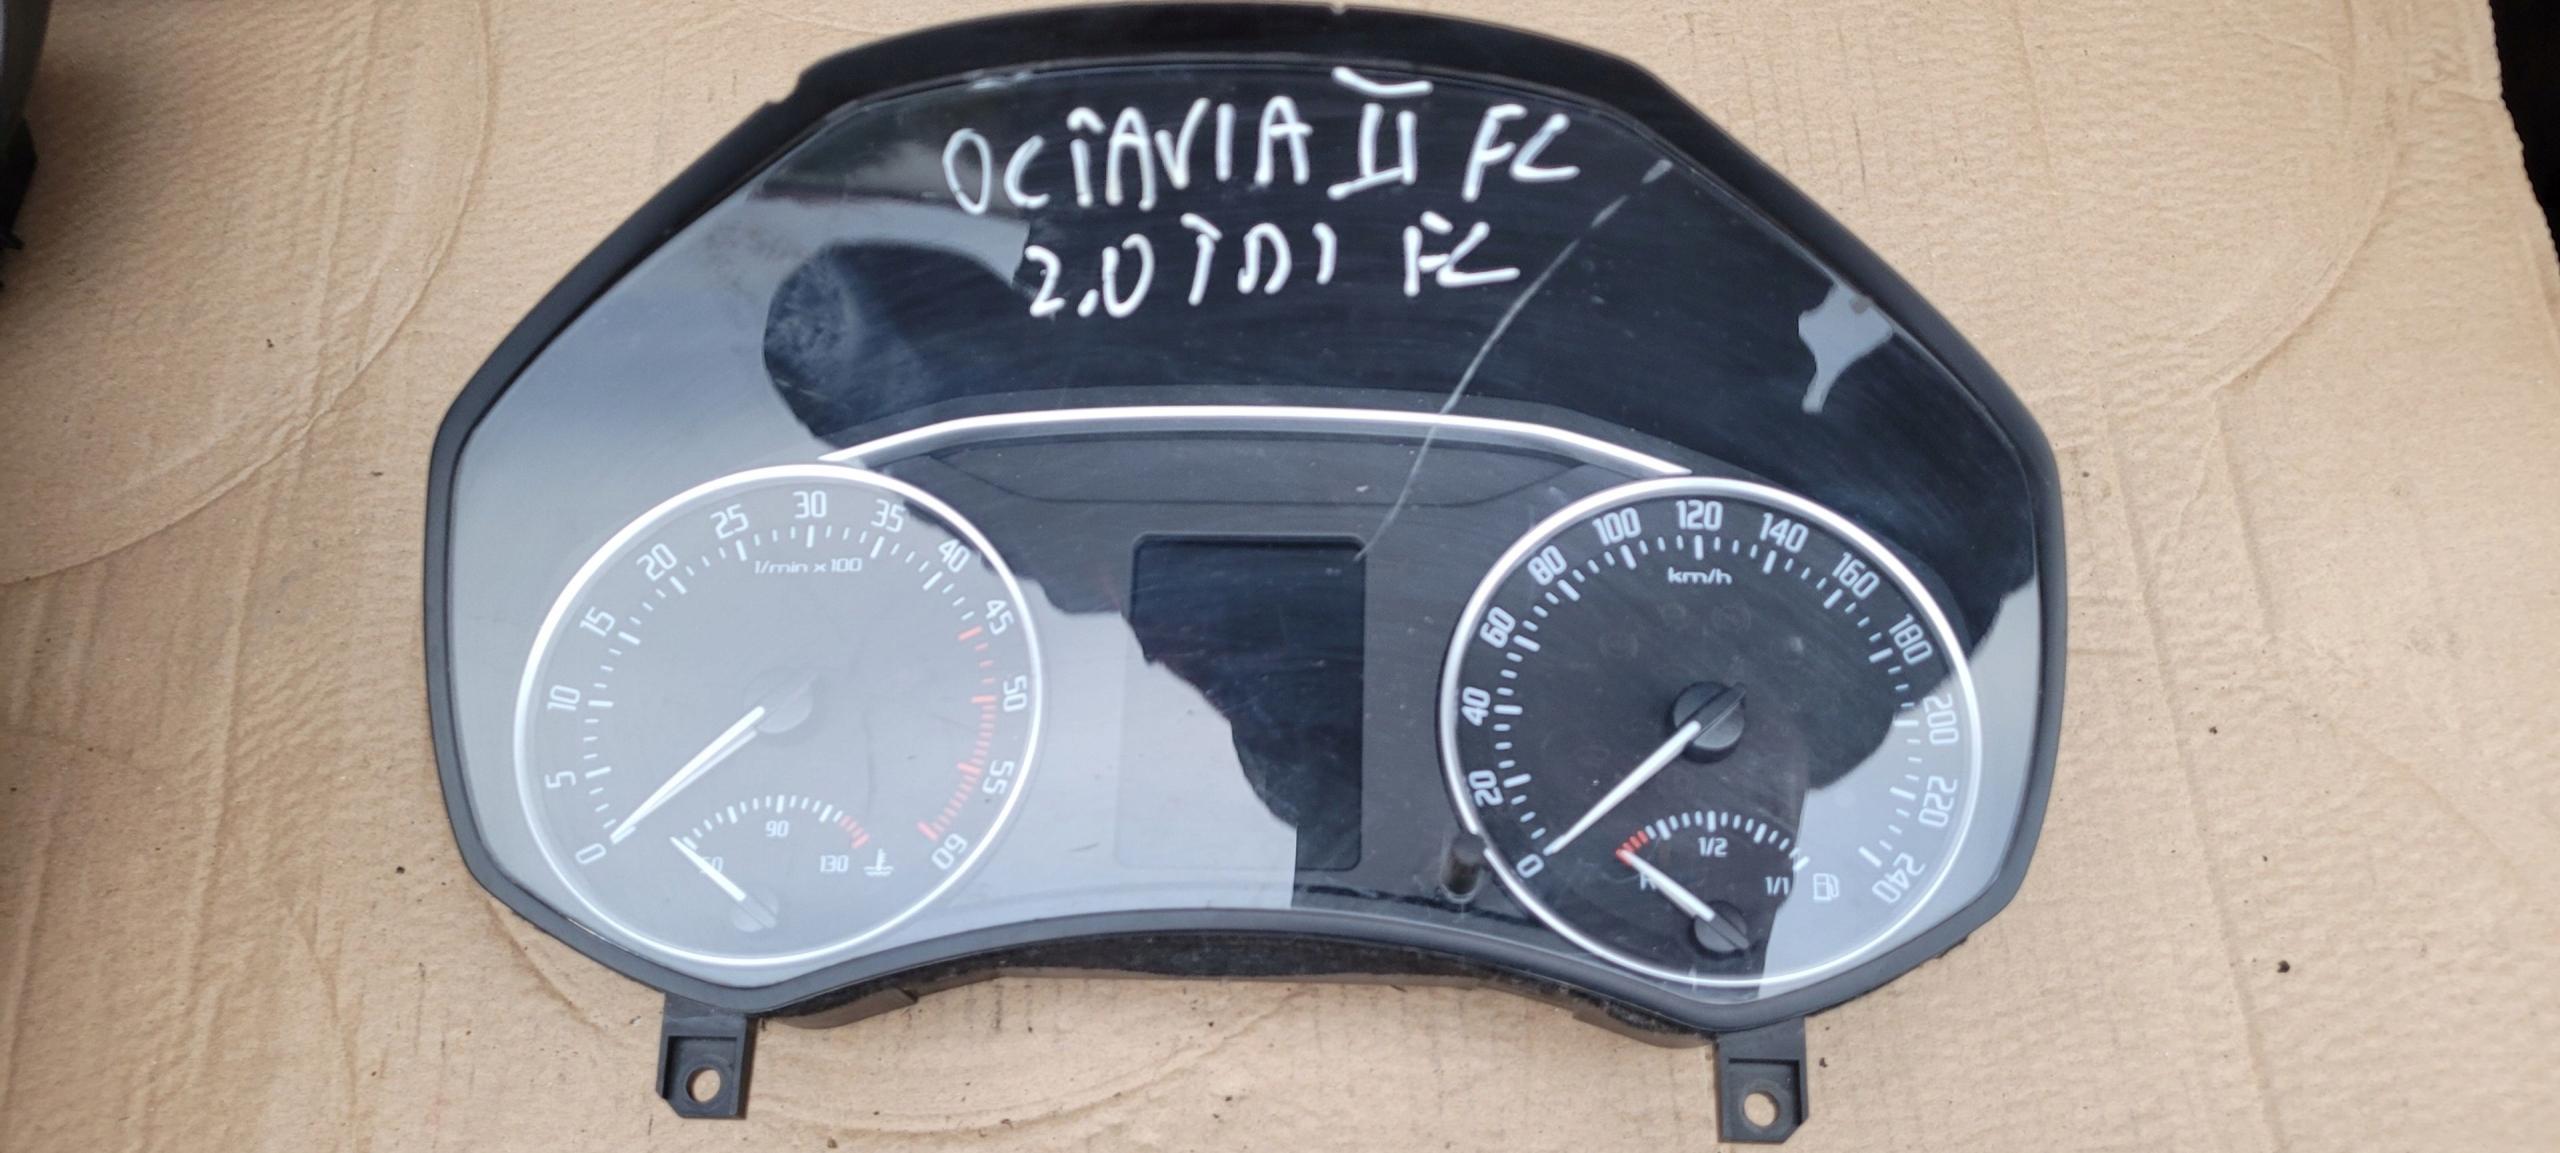 OCTAVIA II FL
2.0 TDI FL
0 5 10 15 20 25 30 35 40 45 50 55 60
1/min x 100
90 130
0 20 40 60 80 100 120 140 160 180 200 220 240
km/h
1/2 1/1